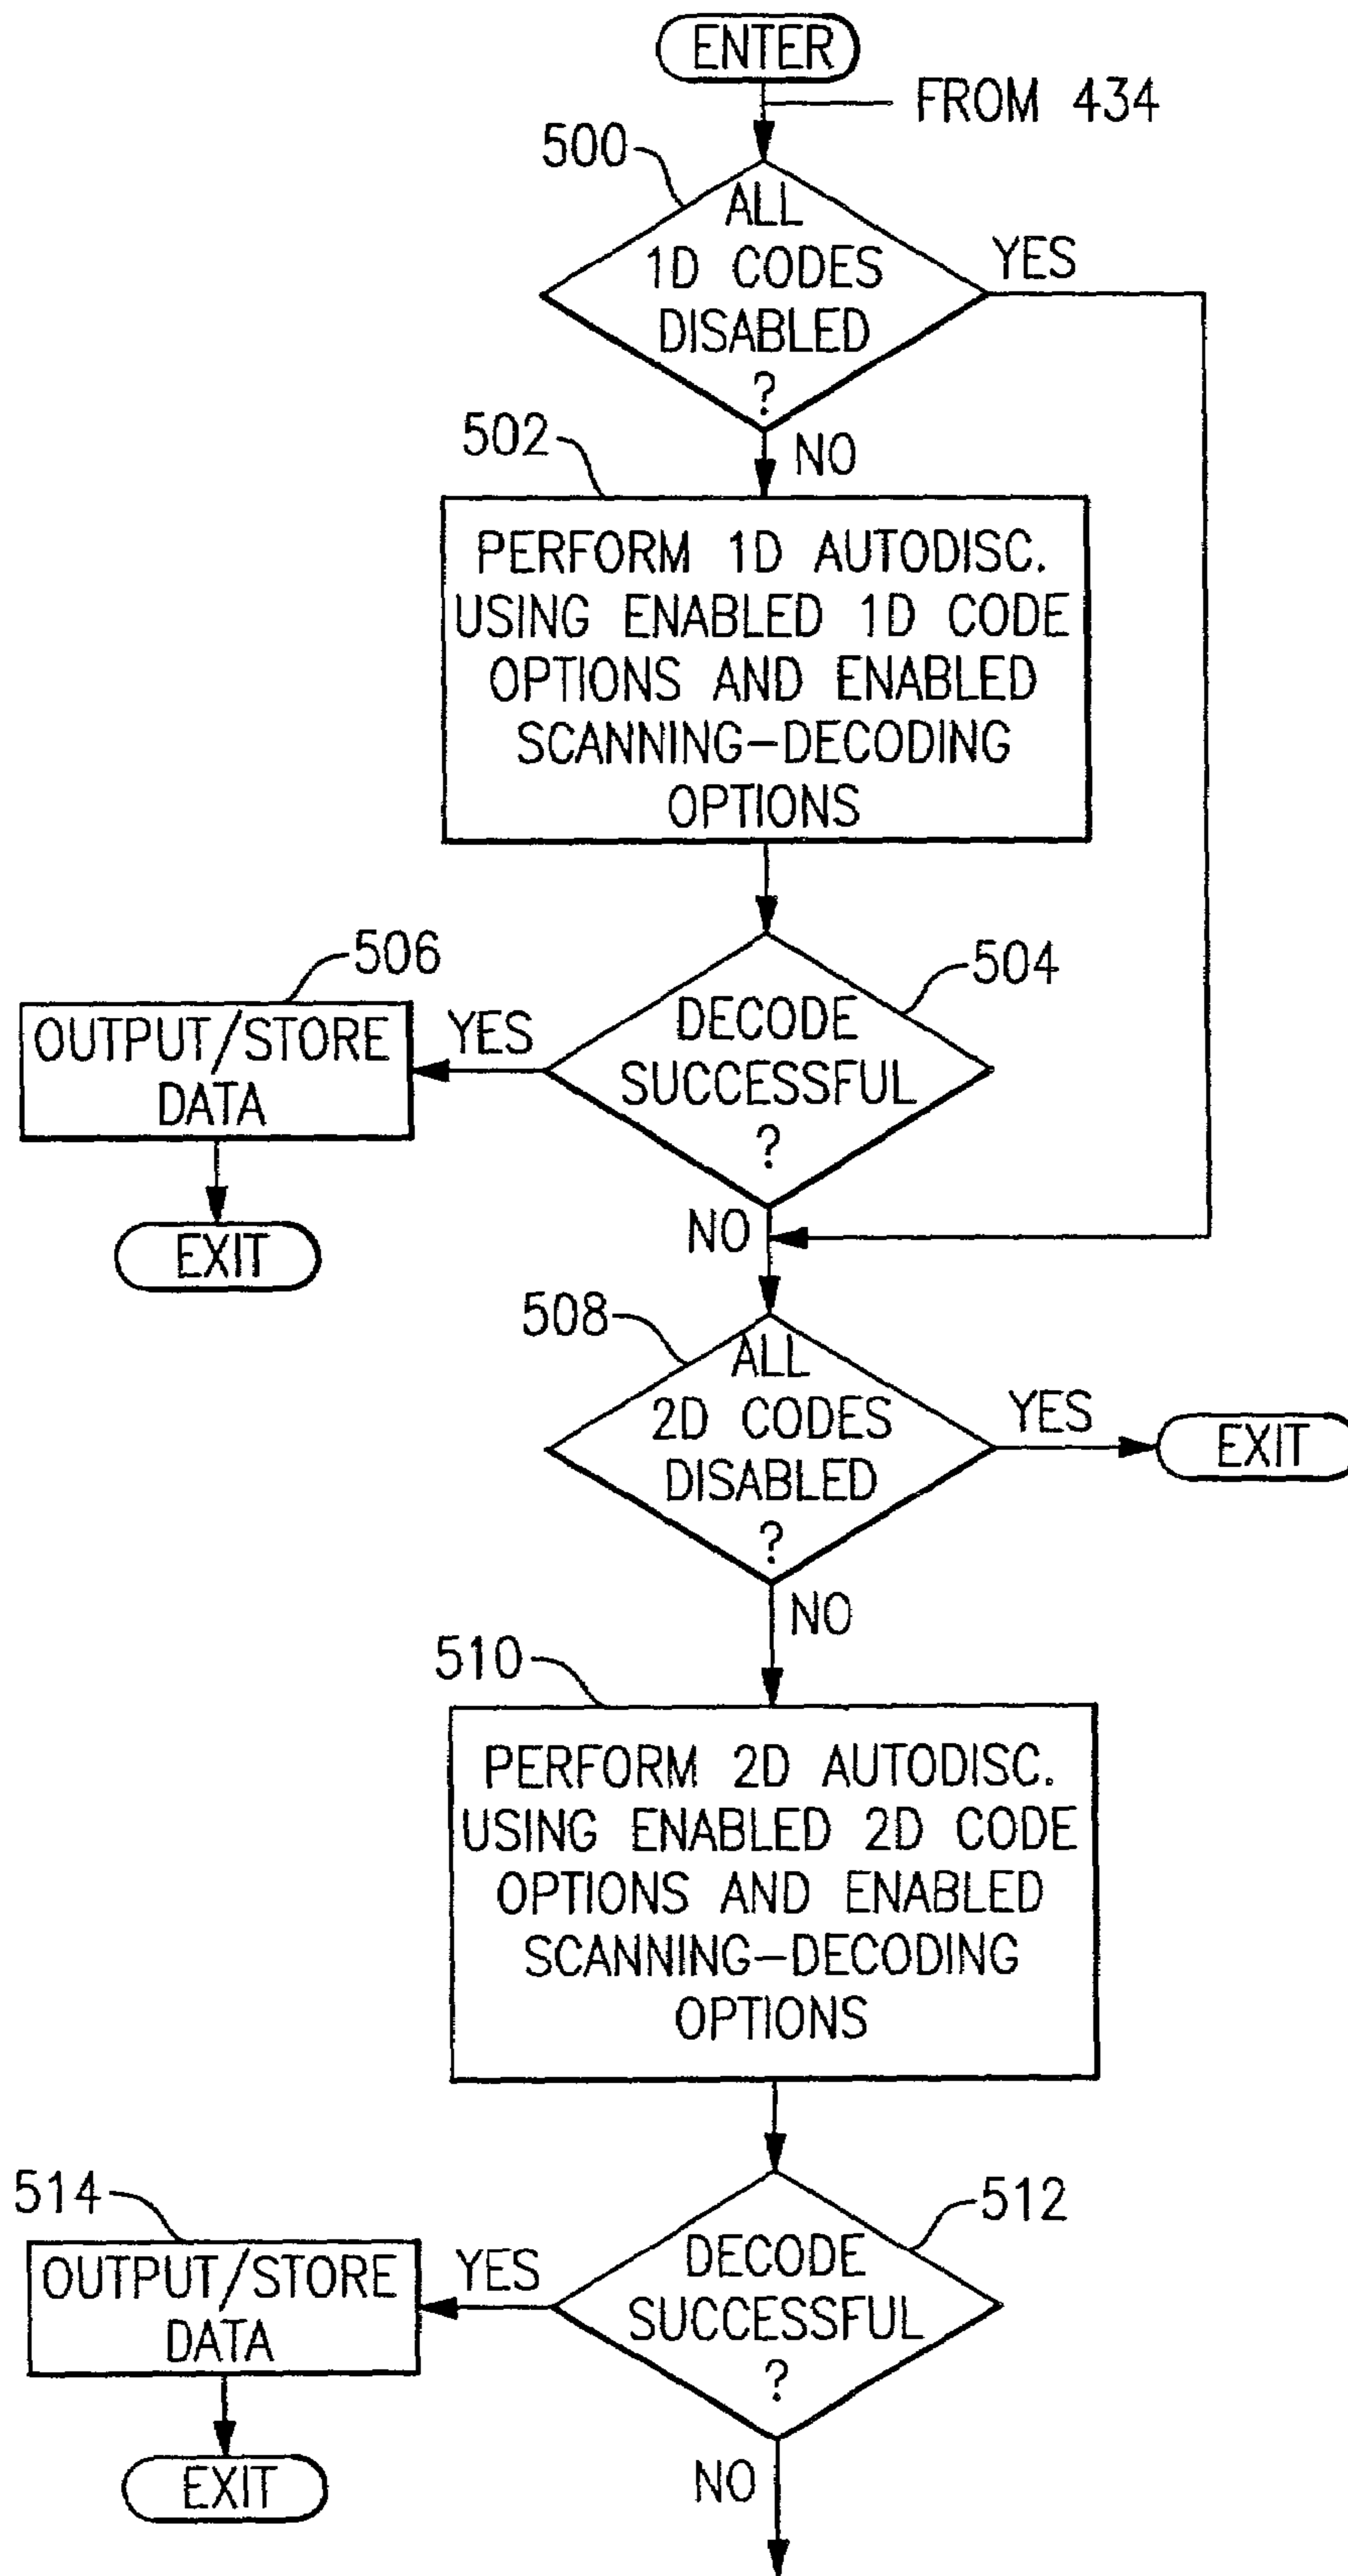 ENTER
FROM 434
500
ALL
1D CODES
DISABLED
?
YES
NO
502
PERFORM 1D AUTODISC.
USING ENABLED 1D CODE
OPTIONS AND ENABLED
SCANNING-DECODING
OPTIONS
504
DECODE
SUCCESSFUL
?
YES
506
OUTPUT/STORE
DATA
EXIT
NO
508
ALL
2D CODES
DISABLED
?
YES
EXIT
NO
510
PERFORM 2D AUTODISC.
USING ENABLED 2D CODE
OPTIONS AND ENABLED
SCANNING-DECODING
OPTIONS
512
DECODE
SUCCESSFUL
?
YES
514
OUTPUT/STORE
DATA
EXIT
NO